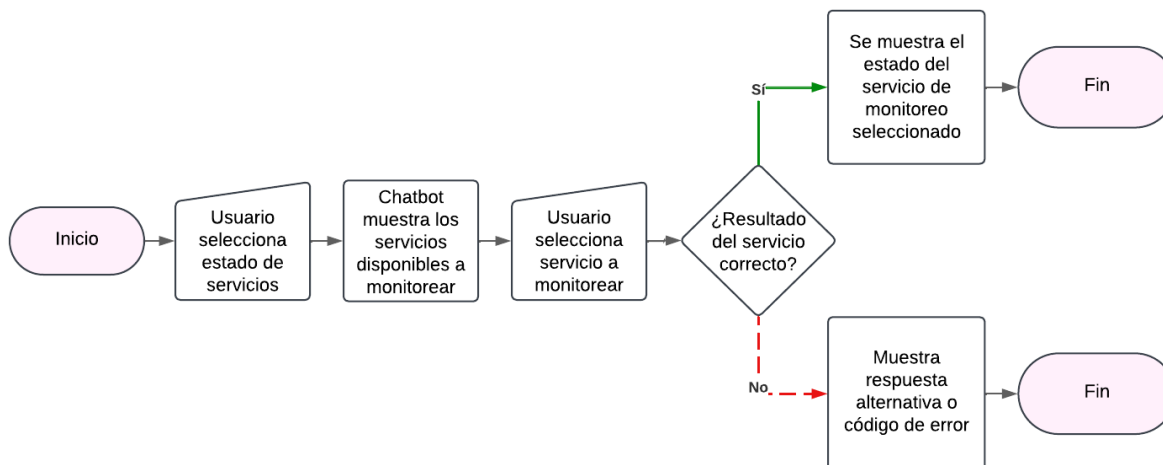 Inicio
Usuario
selecciona
estado de
servicios
Chatbot
muestra los
servicios
disponibles a
monitorear
Usuario
selecciona
servicio a
monitorear
¿Resultado
del servicio
correcto?
Sí
Se muestra el
estado del
servicio de
monitoreo
seleccionado
Fin
No
Muestra
respuesta
alternativa o
código de error
Fin